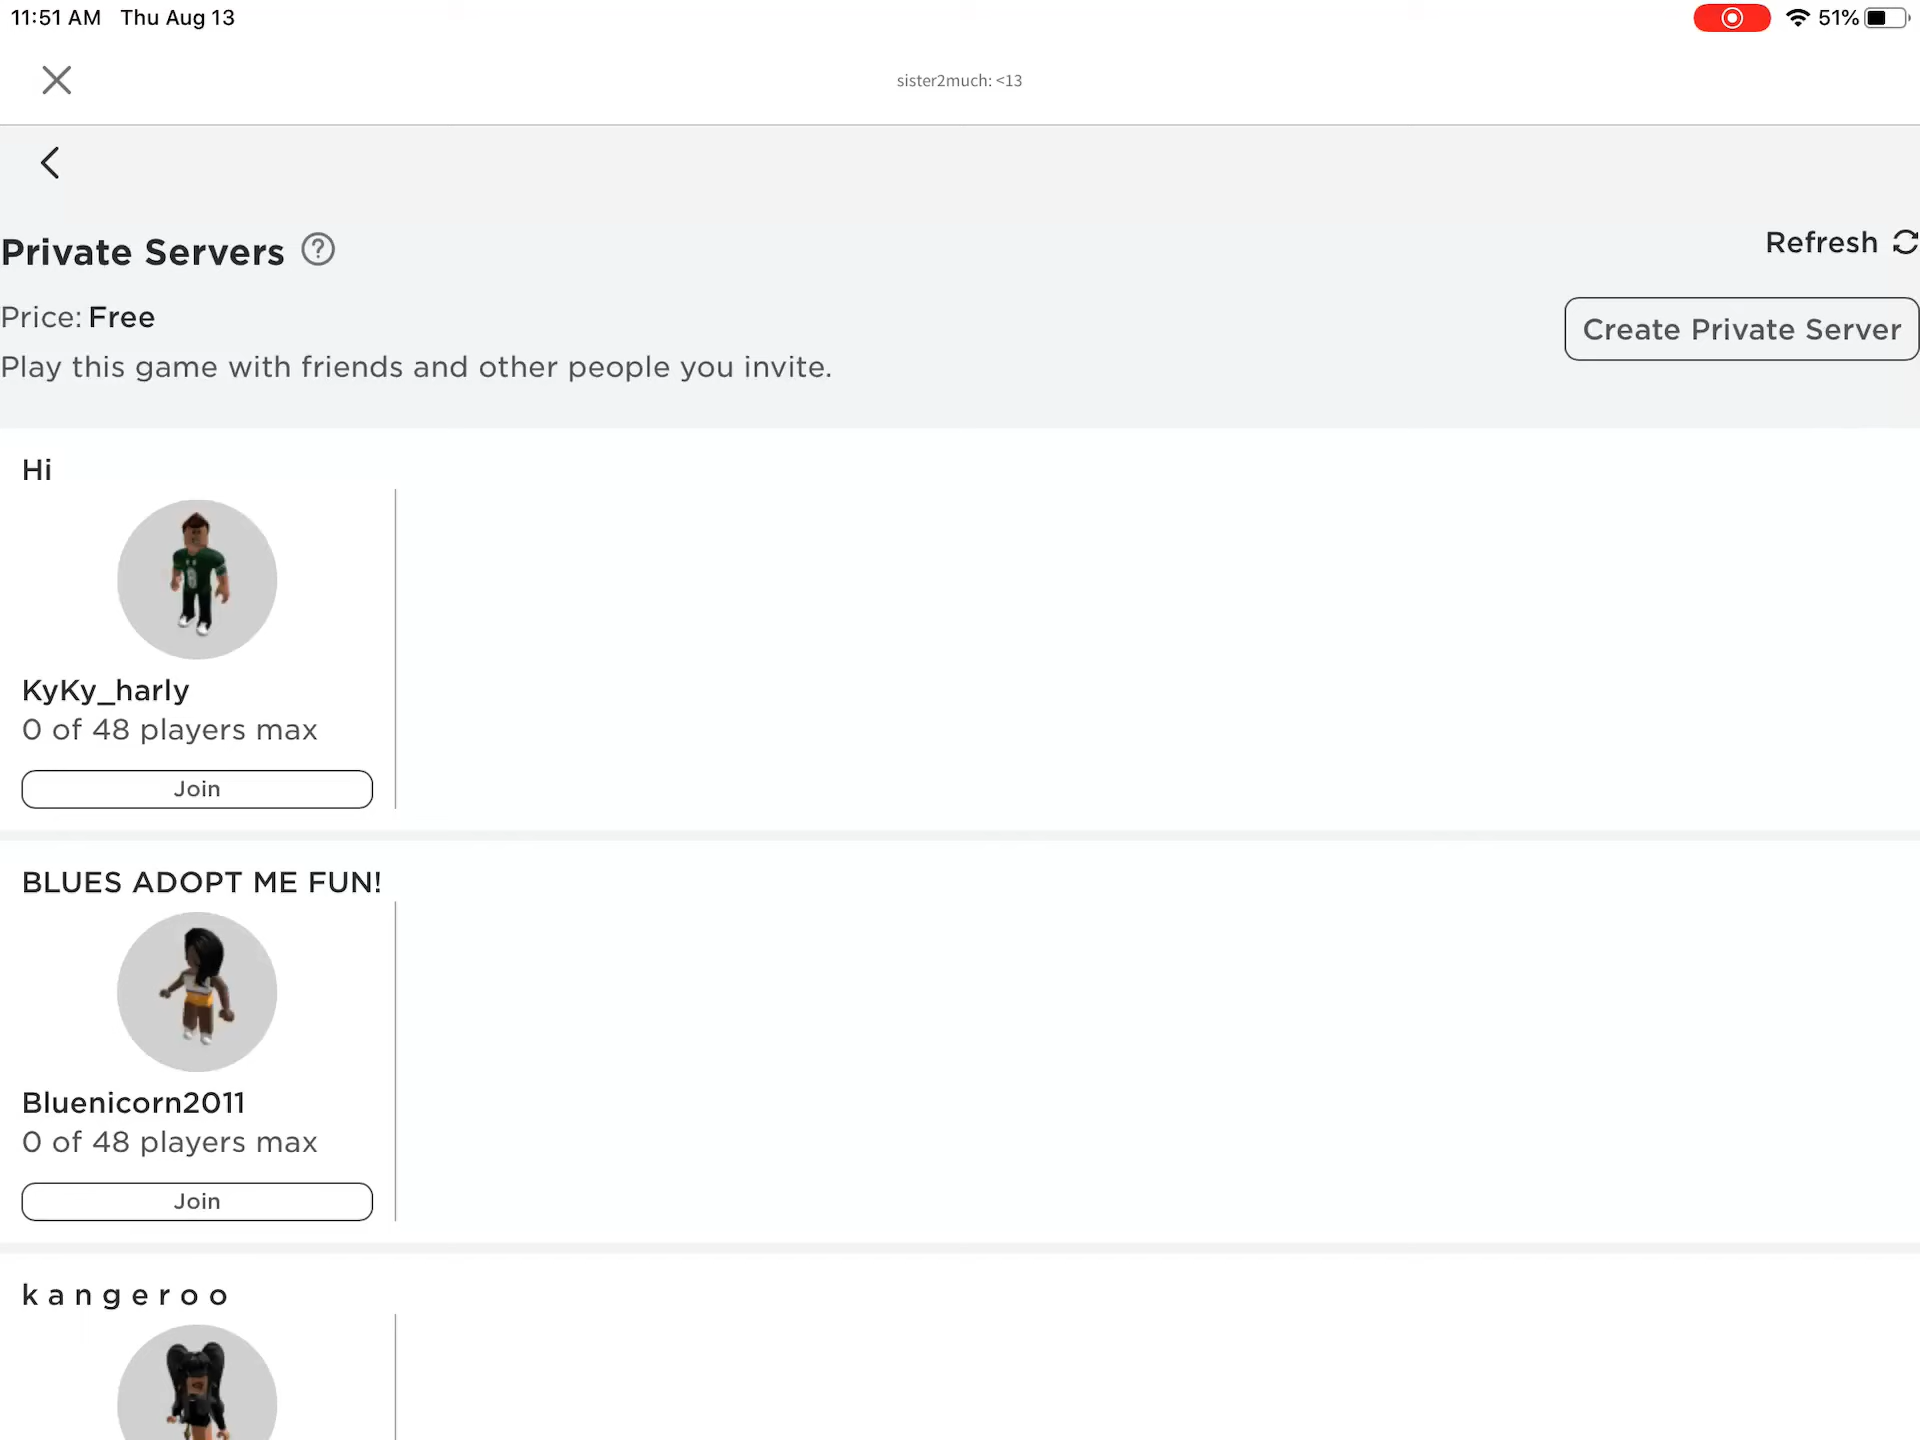 11:51 AM Thu Aug 13
51%
sister2much: <13
Private Servers
Refresh
Price: Free
Create Private Server
Play this game with friends and other people you invite.
Hi
KyKy_harly
0 of 48 players max
Join
BLUES ADOPT ME FUN!
Bluenicorn2011
0 of 48 players max
Join
k a n g e r o o